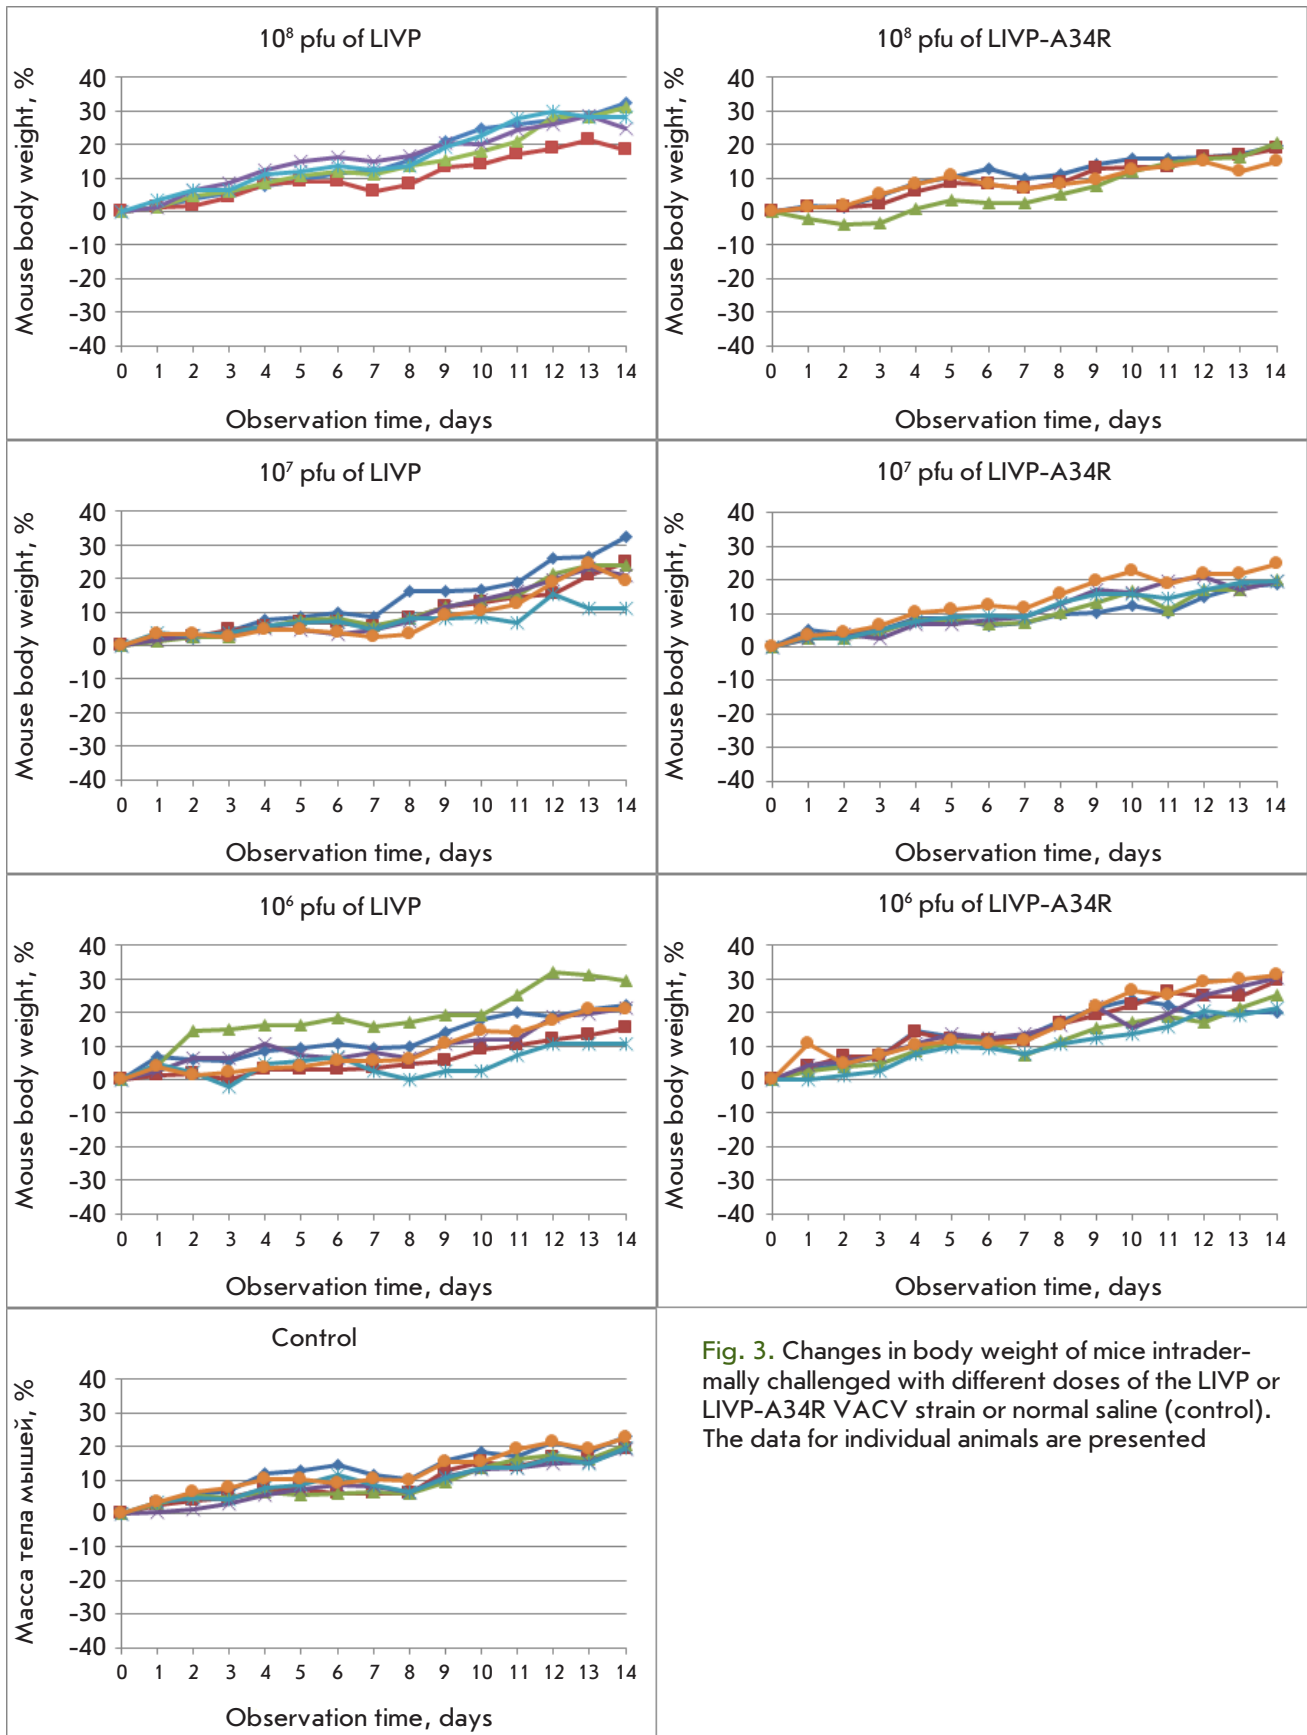 10⁸ pfu of LIVP
Mouse body weight, %
40
30
20
10
0
-10
-20
-30
-40
0 1 2 3 4 5 6 7 8 9 10 11 12 13 14
Observation time, days
10⁸ pfu of LIVP-A34R
Mouse body weight, %
40
30
20
10
0
-10
-20
-30
-40
0 1 2 3 4 5 6 7 8 9 10 11 12 13 14
Observation time, days
10⁷ pfu of LIVP
Mouse body weight, %
40
30
20
10
0
-10
-20
-30
-40
0 1 2 3 4 5 6 7 8 9 10 11 12 13 14
Observation time, days
10⁷ pfu of LIVP-A34R
Mouse body weight, %
40
30
20
10
0
-10
-20
-30
-40
0 1 2 3 4 5 6 7 8 9 10 11 12 13 14
Observation time, days
10⁶ pfu of LIVP
Mouse body weight, %
40
30
20
10
0
-10
-20
-30
-40
0 1 2 3 4 5 6 7 8 9 10 11 12 13 14
Observation time, days
10⁶ pfu of LIVP-A34R
Mouse body weight, %
40
30
20
10
0
-10
-20
-30
-40
0 1 2 3 4 5 6 7 8 9 10 11 12 13 14
Observation time, days
Control
Масса тела мышей, %
40
30
20
10
0
-10
-20
-30
-40
0 1 2 3 4 5 6 7 8 9 10 11 12 13 14
Observation time, days
Fig. 3. Changes in body weight of mice intrader-
mally challenged with different doses of the LIVP or
LIVP-A34R VACV strain or normal saline (control).
The data for individual animals are presented